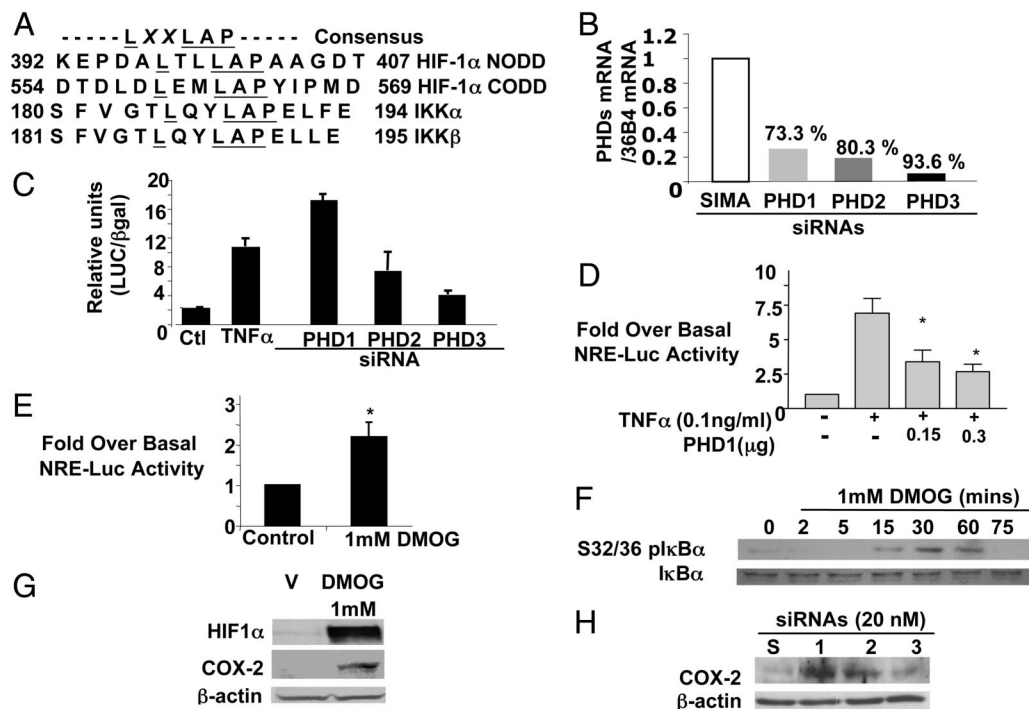 A
- - - - - L X X L A P - - - - - Consensus
392 K E P D A L T L L L A P A A G D T 407 HIF-1α NODD
554 D T D L D L E M L A P Y I P M D 569 HIF-1α CODD
180 S F V G T L Q Y L A P E L F E 194 IKKα
181 S F V G T L Q Y L A P E L L E 195 IKKβ
B
PHDs mRNA
/36B4 mRNA
1.2
1
0.8
0.6
0.4
0.2
0
73.3 %
80.3 %
93.6 %
SIMA PHD1 PHD2 PHD3
siRNAs
C
Relative units
(LUC/βgal)
20
16
12
8
4
0
Ctl TNFα PHD1 PHD2 PHD3
siRNA
D
Fold Over Basal
NRE-Luc Activity
10
7.5
5
2.5
0
*
*
TNFα (0.1ng/ml) - + + +
PHD1(μg) - - 0.15 0.3
E
Fold Over Basal
NRE-Luc Activity
3
2
1
0
*
Control 1mM DMOG
F
1mM DMOG (mins)
0 2 5 15 30 60 75
S32/36 pIκBα
IκBα
G
V DMOG
1mM
HIF1α
COX-2
β-actin
H
siRNAs (20 nM)
S 1 2 3
COX-2
β-actin